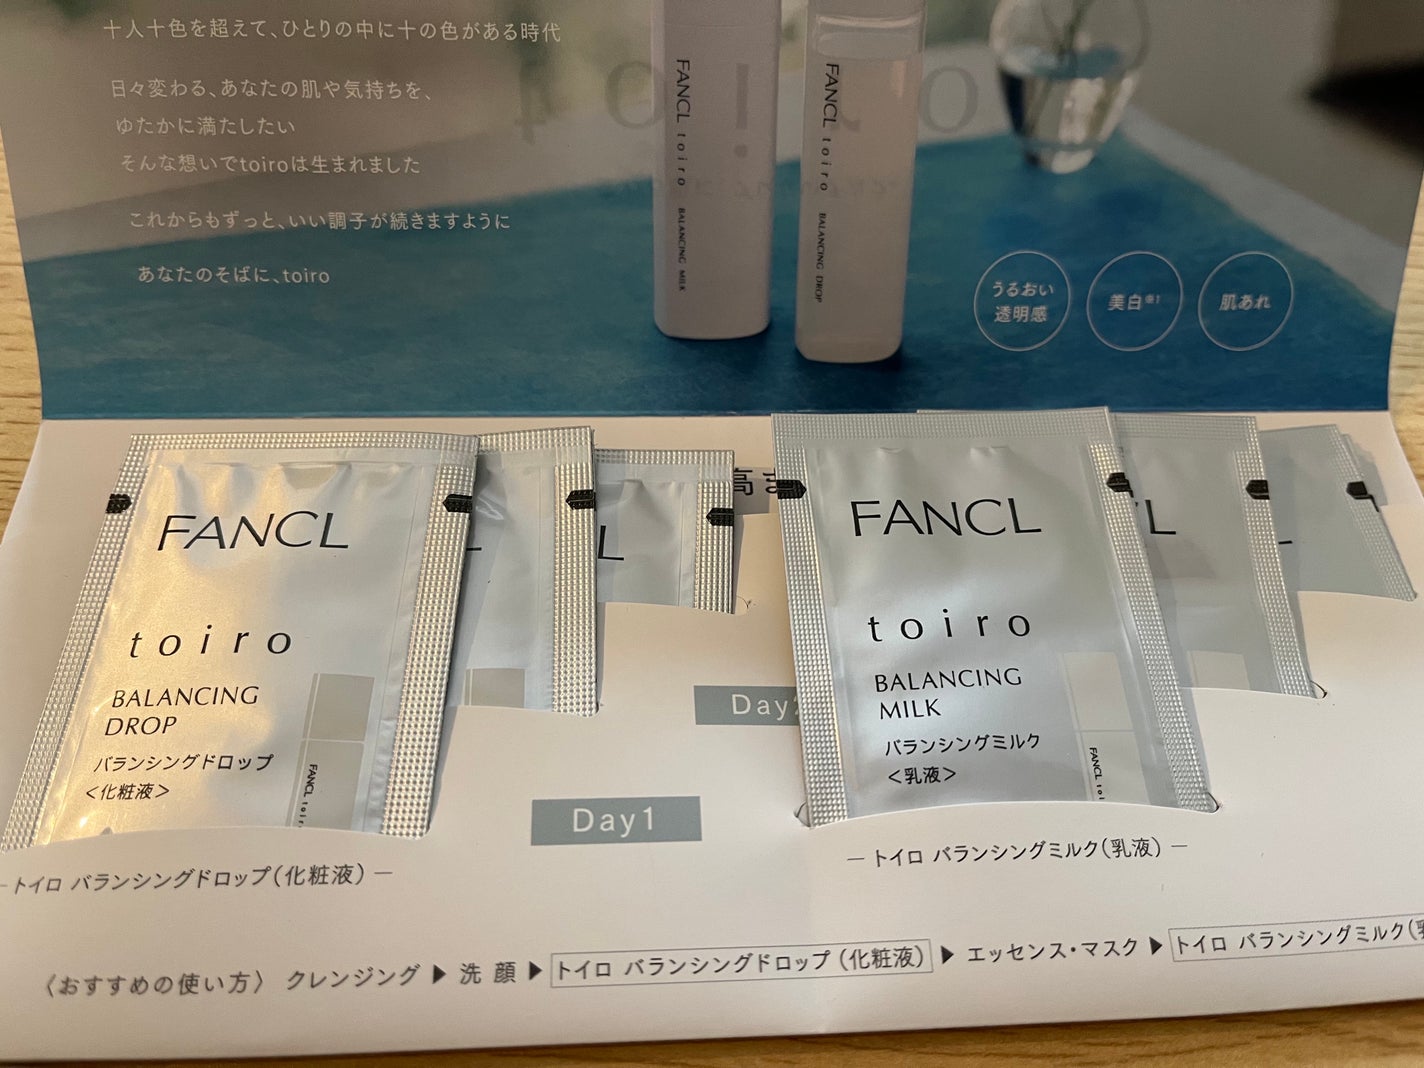 十人十色を超えて、ひとりの中に十の色がある時代
日々変わる、あなたの肌や気持ちを、
ゆたかに満たしたい
そんな想いでtoiroは生まれました
これからもずっと、いい調子が続きますように
あなたのそばに、toiro
FANCL toiro BALANCING MILK
FANCL toiro BALANCING DROP
うるおい
透明感
美白※1
肌あれ
FANCL
toiro
BALANCING
DROP
バランシングドロップ
<化粧液>
FANCL toir
L
L
高ま
FANCL
toiro
BALANCING
MILK
バランシングミルク
<乳液>
FANCL toi
L
Day2
Day1
— トイロ バランシングドロップ(化粧液) —
— トイロ バランシングミルク(乳液) —
〈おすすめの使い方〉 クレンジング ▶ 洗顔 ▶ トイロ バランシングドロップ (化粧液) ▶ エッセンス・マスク ▶ トイロ バランシングミルク(乳